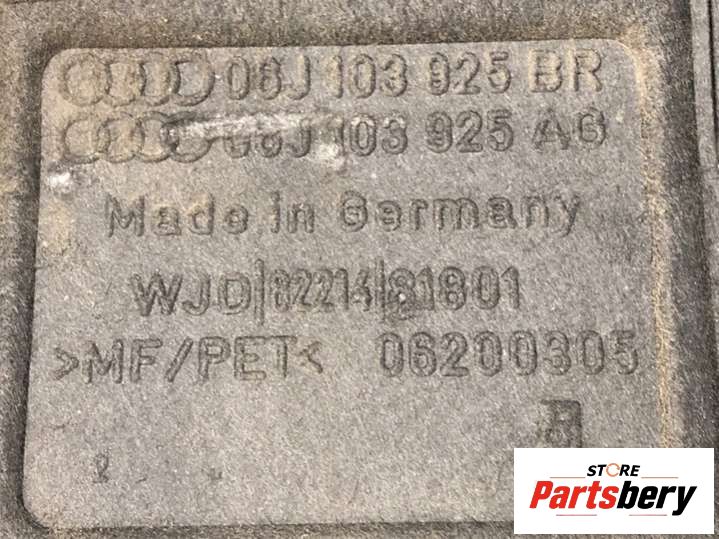 06J 103 925 BR
06J 103 925 AG
Made in Germany
WJD|82214|81801
>MF/PET< 06200305
STORE
Partsbery